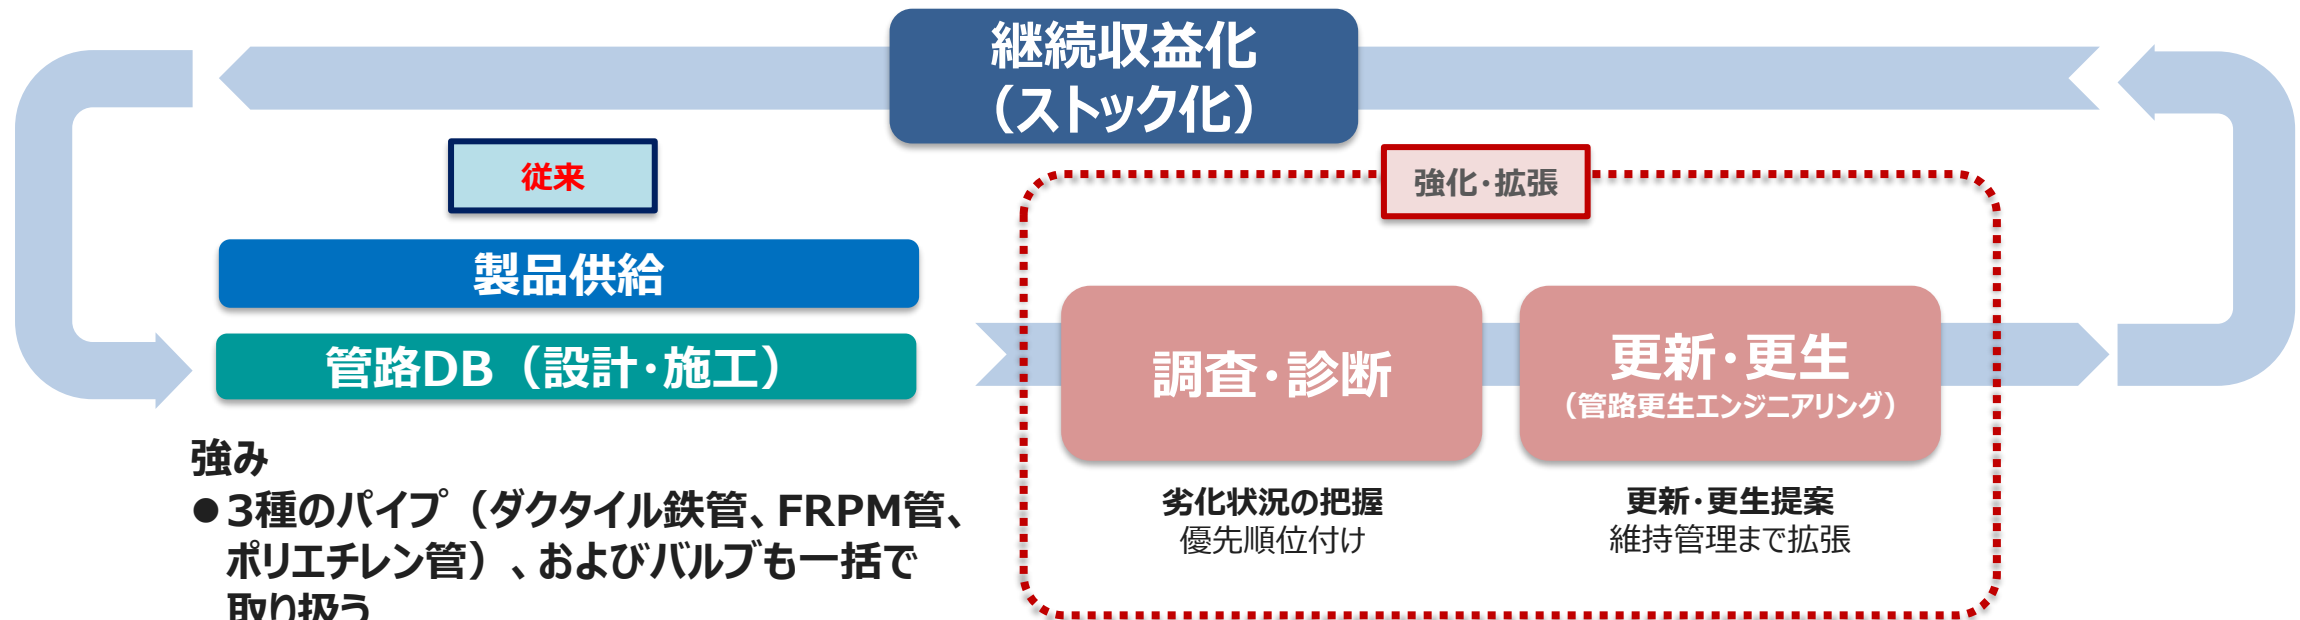 継続収益化
（ストック化）
従来
強化・拡張
製品供給
管路DB（設計・施工）
調査・診断
更新・更生
（管路更生エンジニアリング）
強み
●3種のパイプ（ダクタイル鉄管、FRPM管、
ポリエチレン管）、およびバルブも一括で
取り扱う
劣化状況の把握
優先順位付け
更新・更生提案
維持管理まで拡張